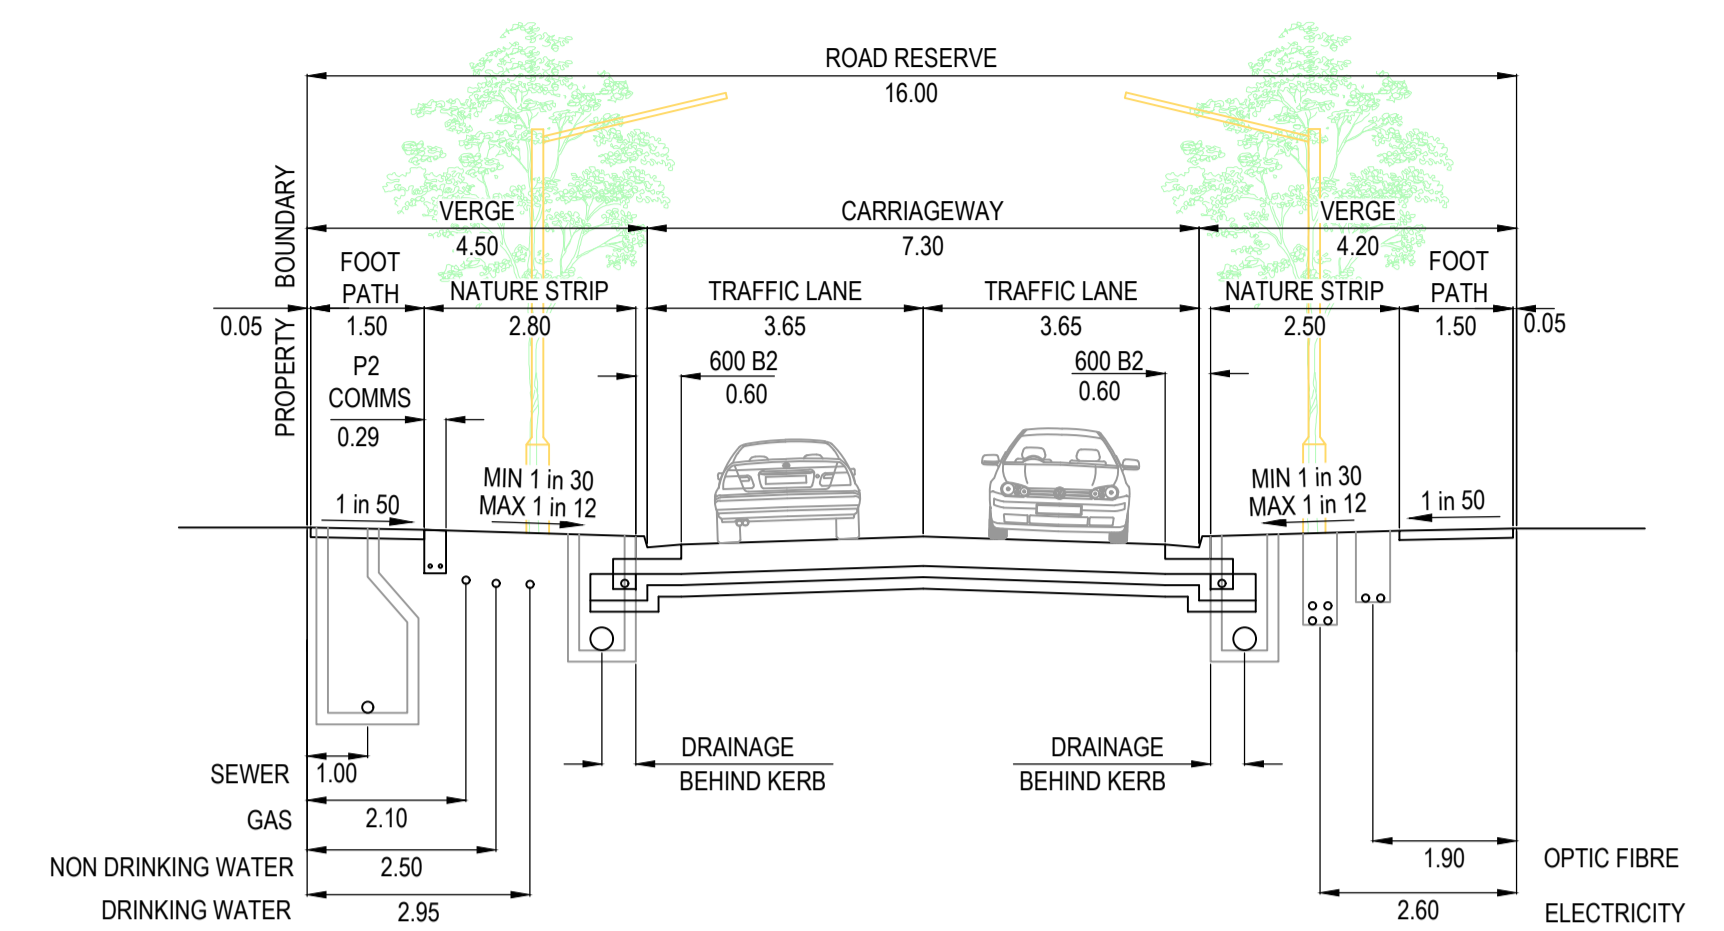 ROAD RESERVE
16.00
PROPERTY BOUNDARY
VERGE
4.50
CARRIAGEWAY
7.30
VERGE
4.20
0.05
FOOT
PATH
1.50
NATURE STRIP
2.80
TRAFFIC LANE
3.65
TRAFFIC LANE
3.65
NATURE STRIP
2.50
FOOT
PATH
1.50
0.05
P2
COMMS
0.29
600 B2
0.60
600 B2
0.60
1 in 50
MIN 1 in 30
MAX 1 in 12
MIN 1 in 30
MAX 1 in 12
1 in 50
DRAINAGE
BEHIND KERB
DRAINAGE
BEHIND KERB
SEWER
1.00
GAS
2.10
NON DRINKING WATER
2.50
DRINKING WATER
2.95
1.90
OPTIC FIBRE
2.60
ELECTRICITY